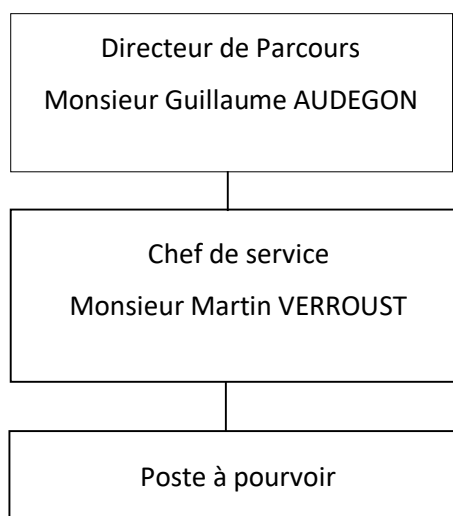 Directeur de Parcours
Monsieur Guillaume AUDEGON
Chef de service
Monsieur Martin VERROUST
Poste à pourvoir